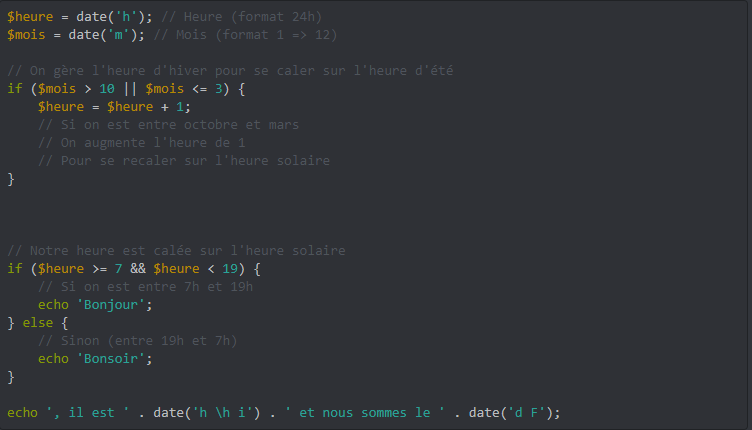 $heure = date('h'); // Heure (format 24h)
$mois = date('m'); // Mois (format 1 => 12)
// On gère l'heure d'hiver pour se caler sur l'heure d'été
if ($mois > 10 || $mois <= 3) {
$heure = $heure + 1;
// Si on est entre octobre et mars
// On augmente l'heure de 1
// Pour se recaler sur l'heure solaire
}
// Notre heure est calée sur l'heure solaire
if ($heure >= 7 && $heure < 19) {
// Si on est entre 7h et 19h
echo 'Bonjour';
} else {
// Sinon (entre 19h et 7h)
echo 'Bonsoir';
}
echo ', il est ' . date('h \h i') . ' et nous sommes le ' . date('d F');